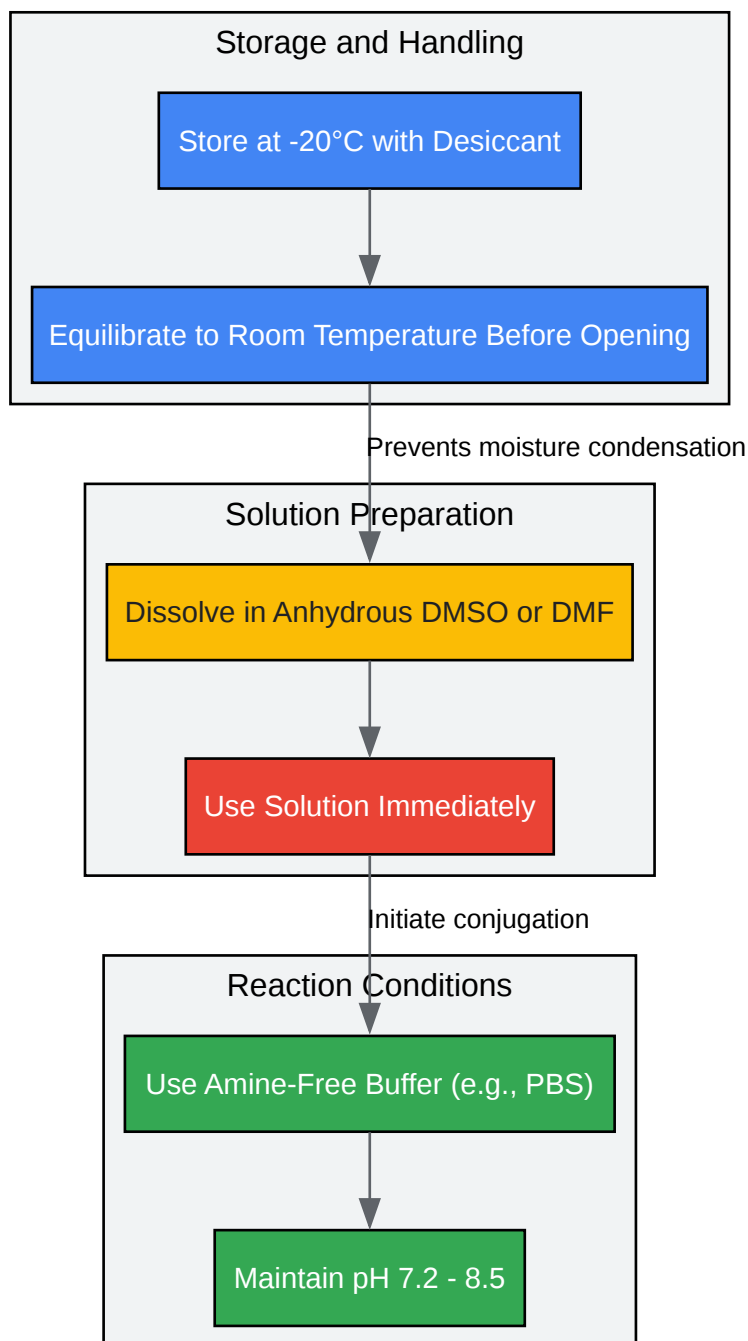 Storage and Handling
Store at -20°C with Desiccant
Equilibrate to Room Temperature Before Opening
Prevents moisture condensation
Solution Preparation
Dissolve in Anhydrous DMSO or DMF
Use Solution Immediately
Initiate conjugation
Reaction Conditions
Use Amine-Free Buffer (e.g., PBS)
Maintain pH 7.2 - 8.5